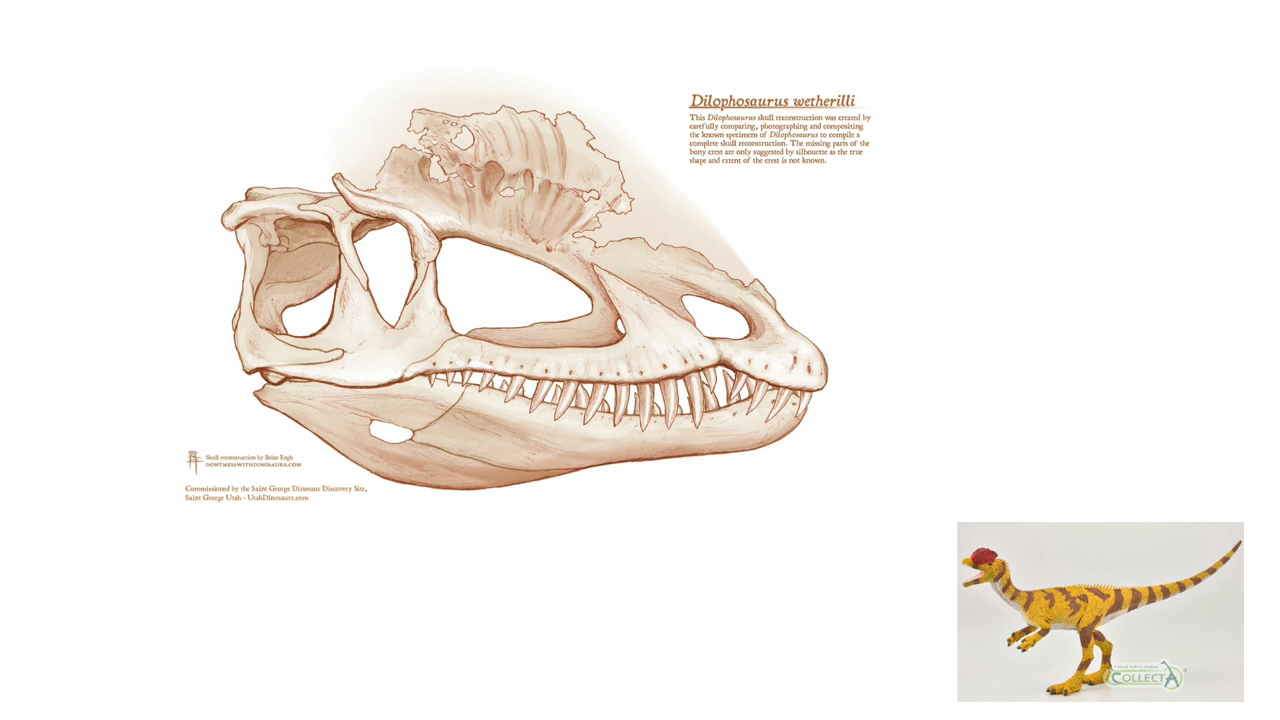 Dilophosaurus wetherilli
This Dilophosaurus skull reconstruction was created by
carefully comparing, photographing and compositing
the known specimens of Dilophosaurus to compile a
complete skull reconstruction. The missing parts of the
bony crest are only suggested by silhouette as the true
shape and extent of the crest is not known.
Skull reconstruction by Brian Engh
DONTMESSWITHDINOSAURS.COM
Commissioned by the Saint George Dinosaur Discovery Site,
Saint George Utah - UtahDinosaurs.com
COLLECTA